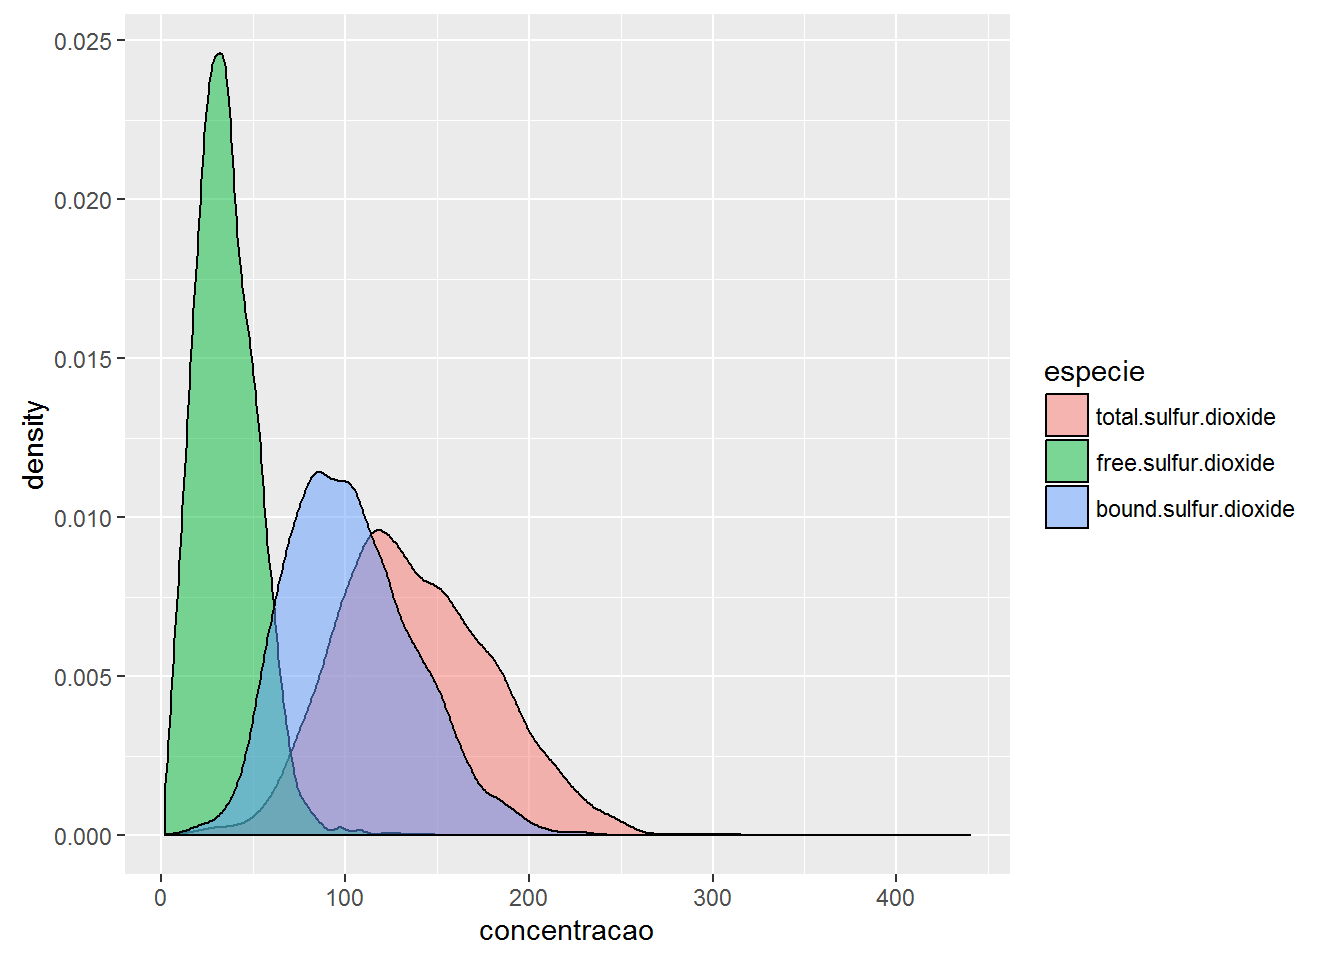 0.025
0.020
0.015
0.010
0.005
0.000
density
0 100 200 300 400
concentracao
especie
total.sulfur.dioxide
free.sulfur.dioxide
bound.sulfur.dioxide